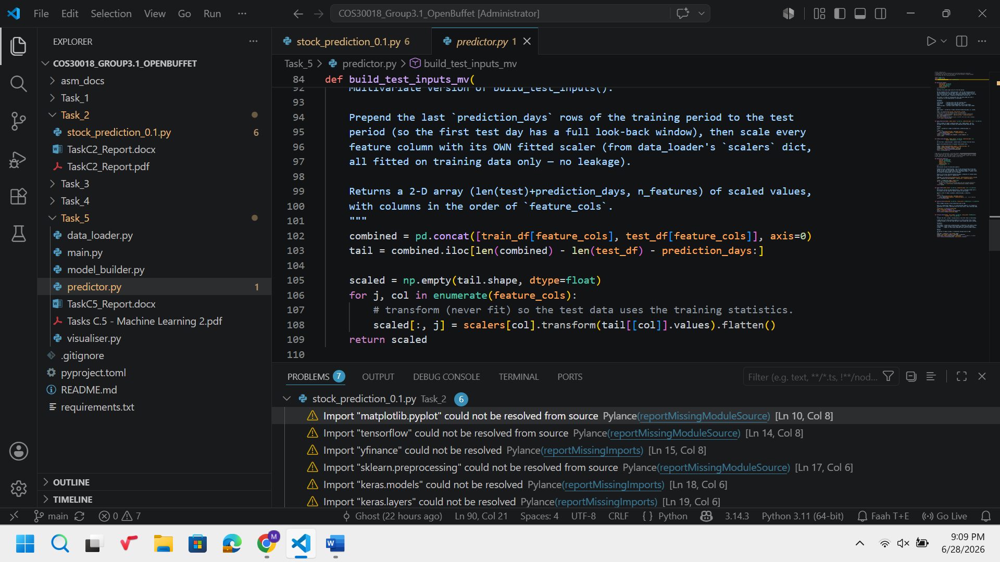 File Edit Selection View Go Run ···
COS30018_Group3.1_OpenBuffet [Administrator]
EXPLORER
COS30018_GROUP3.1_OPENBUFFET
asm_docs
Task_1
Task_2
stock_prediction_0.1.py 6
TaskC2_Report.docx
TaskC2_Report.pdf
Task_3
Task_4
Task_5
data_loader.py
main.py
model_builder.py
predictor.py 1
TaskC5_Report.docx
Tasks C.5 - Machine Learning 2.pdf
visualiser.py
.gitignore
pyproject.toml
README.md
requirements.txt
OUTLINE
TIMELINE
stock_prediction_0.1.py 6
predictor.py 1
Task_5 > predictor.py > build_test_inputs_mv
84 def build_test_inputs_mv(
92 Multivariate version of build_test_inputs().
93
94 Prepend the last `prediction_days` rows of the training period to the test
95 period (so the first test day has a full look-back window), then scale every
96 feature column with its OWN fitted scaler (from data_loader's `scalers` dict,
97 all fitted on training data only — no leakage).
98
99 Returns a 2-D array (len(test)+prediction_days, n_features) of scaled values,
100 with columns in the order of `feature_cols`.
101 """
102 combined = pd.concat([train_df[feature_cols], test_df[feature_cols]], axis=0)
103 tail = combined.iloc[len(combined) - len(test_df) - prediction_days:]
104
105 scaled = np.empty(tail.shape, dtype=float)
106 for j, col in enumerate(feature_cols):
107 # transform (never fit) so the test data uses the training statistics.
108 scaled[:, j] = scalers[col].transform(tail[[col]].values).flatten()
109 return scaled
110
PROBLEMS 7 OUTPUT DEBUG CONSOLE TERMINAL PORTS
Filter (e.g. text, **/*.ts, !**/nod...
stock_prediction_0.1.py Task_2 6
Import "matplotlib.pyplot" could not be resolved from source Pylance(reportMissingModuleSource) [Ln 10, Col 8]
Import "tensorflow" could not be resolved from source Pylance(reportMissingModuleSource) [Ln 14, Col 8]
Import "yfinance" could not be resolved Pylance(reportMissingImports) [Ln 15, Col 8]
Import "sklearn.preprocessing" could not be resolved from source Pylance(reportMissingModuleSource) [Ln 17, Col 6]
Import "keras.models" could not be resolved Pylance(reportMissingImports) [Ln 18, Col 6]
Import "keras.layers" could not be resolved Pylance(reportMissingImports) [Ln 19, Col 6]
main 0 7 Ghost (22 hours ago) Ln 90, Col 21 Spaces: 4 UTF-8 CRLF { } Python 3.14.3 Python 3.11 (64-bit) Faah T+E Go Live
M
W
9:09 PM
6/28/2026